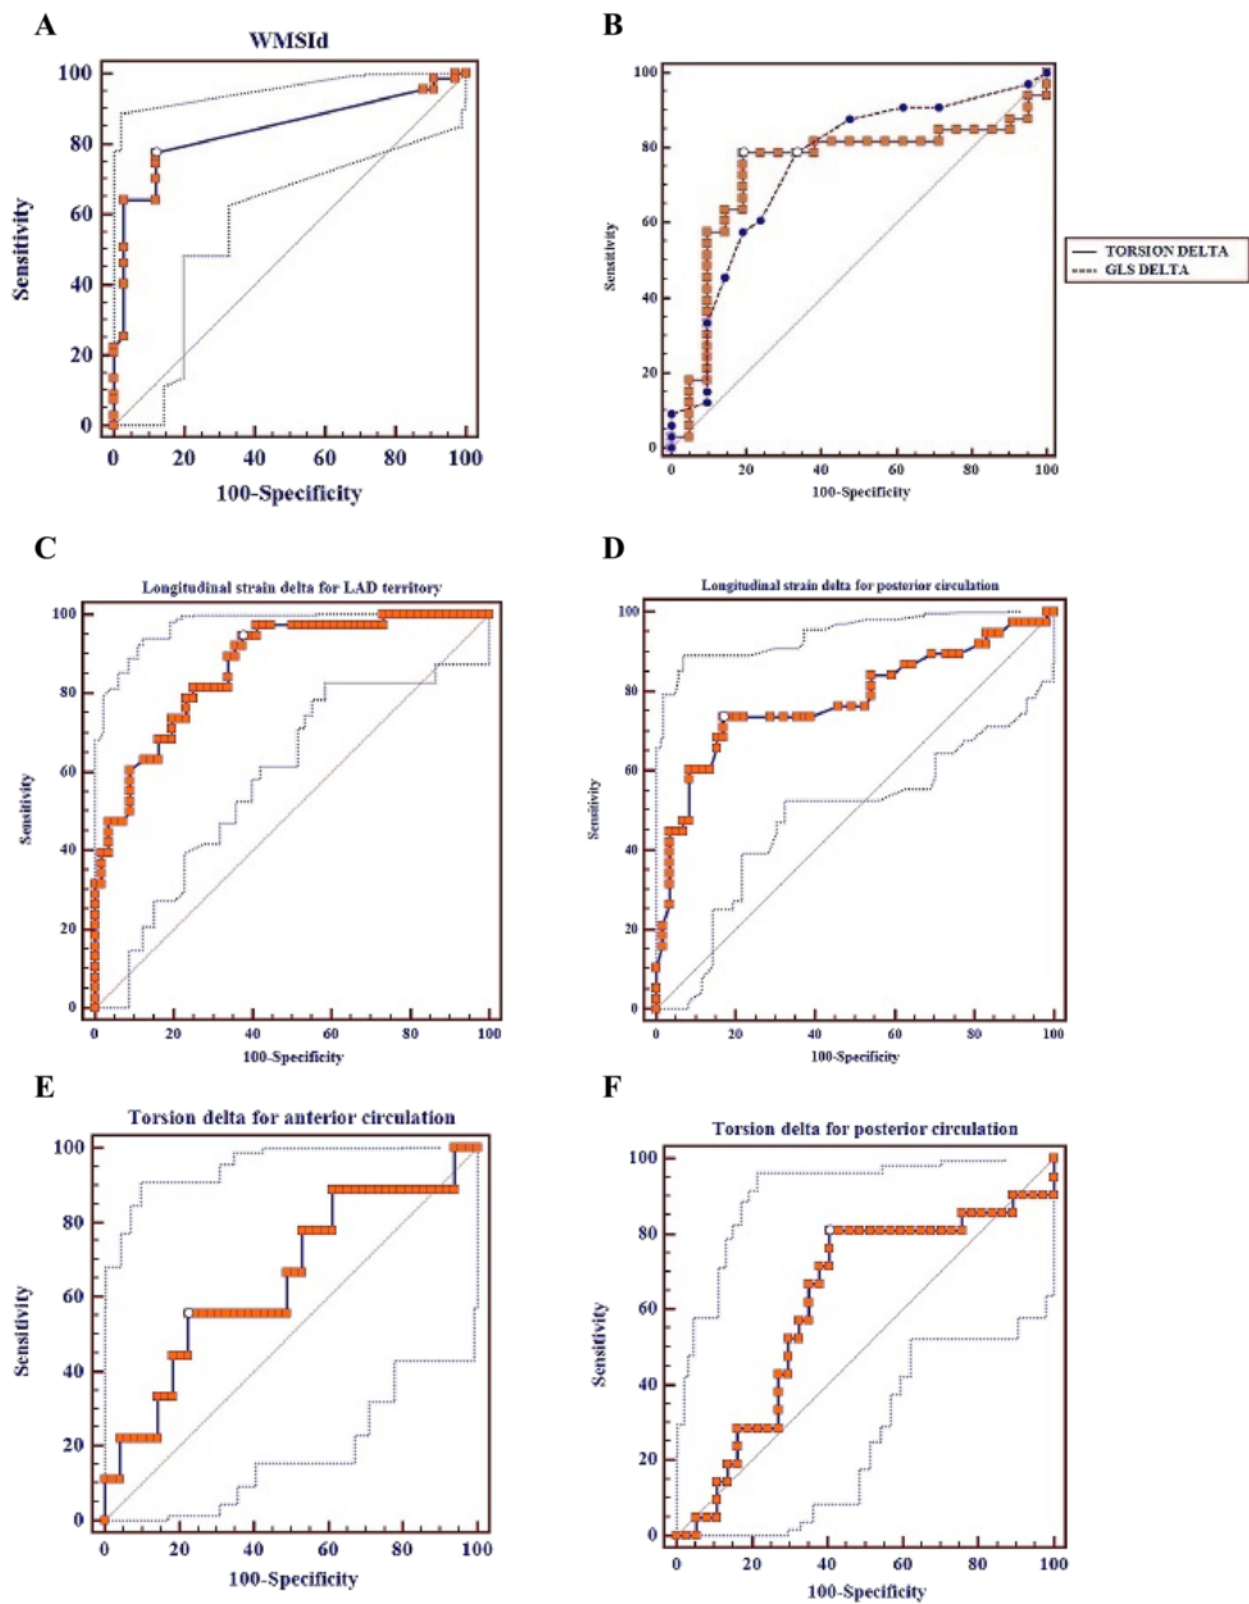 A
WMSId
100
80
60
40
20
0
Sensitivity
0 20 40 60 80 100
100-Specificity
B
100
80
60
40
20
0
Sensitivity
0 20 40 60 80 100
100-Specificity
TORSION DELTA
GLS DELTA
C
Longitudinal strain delta for LAD territory
100
80
60
40
20
0
Sensitivity
0 20 40 60 80 100
100-Specificity
D
Longitudinal strain delta for posterior circulation
100
80
60
40
20
0
Sensitivity
0 20 40 60 80 100
100-Specificity
E
Torsion delta for anterior circulation
100
80
60
40
20
0
Sensitivity
0 20 40 60 80 100
100-Specificity
F
Torsion delta for posterior circulation
100
80
60
40
20
0
Sensitivity
0 20 40 60 80 100
100-Specificity